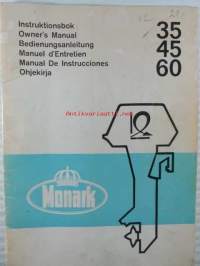 Instruktionsbok
Owner's Manual
Bedienungsanleitung
Manuel d'Entretien
Manual De Instrucciones
Ohjekirja
35
45
60
Monark